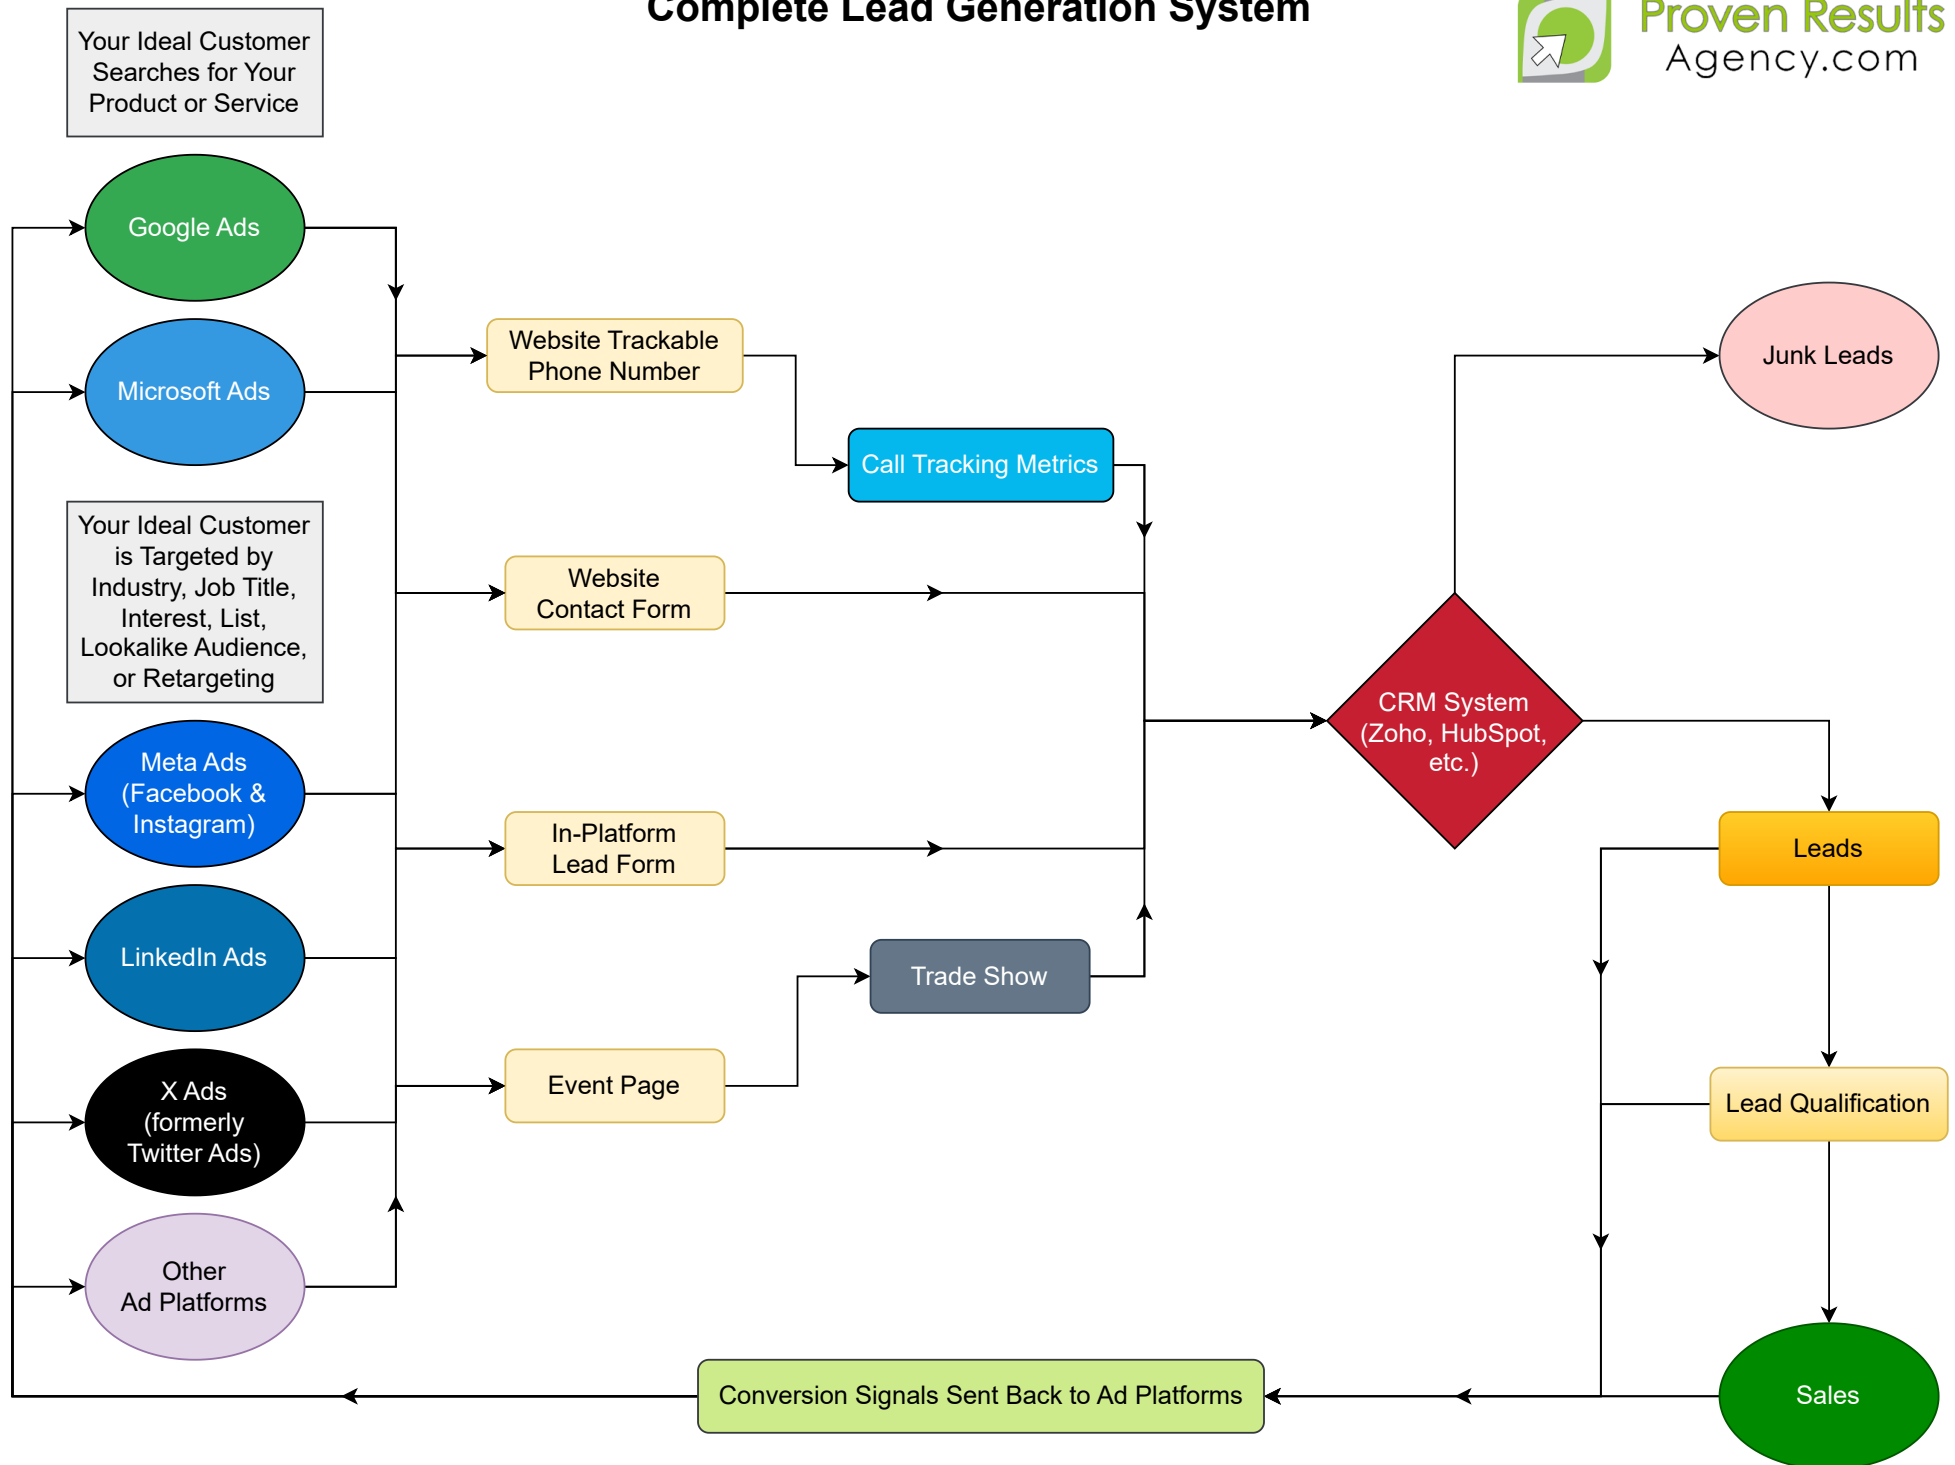 Complete Lead Generation System
Proven Results
Agency.com
Your Ideal Customer
Searches for Your
Product or Service
Google Ads
Microsoft Ads
Your Ideal Customer
is Targeted by
Industry, Job Title,
Interest, List,
Lookalike Audience,
or Retargeting
Meta Ads
(Facebook &
Instagram)
LinkedIn Ads
X Ads
(formerly
Twitter Ads)
Other
Ad Platforms
Website Trackable
Phone Number
Call Tracking Metrics
Website
Contact Form
In-Platform
Lead Form
Trade Show
Event Page
CRM System
(Zoho, HubSpot,
etc.)
Junk Leads
Leads
Lead Qualification
Sales
Conversion Signals Sent Back to Ad Platforms